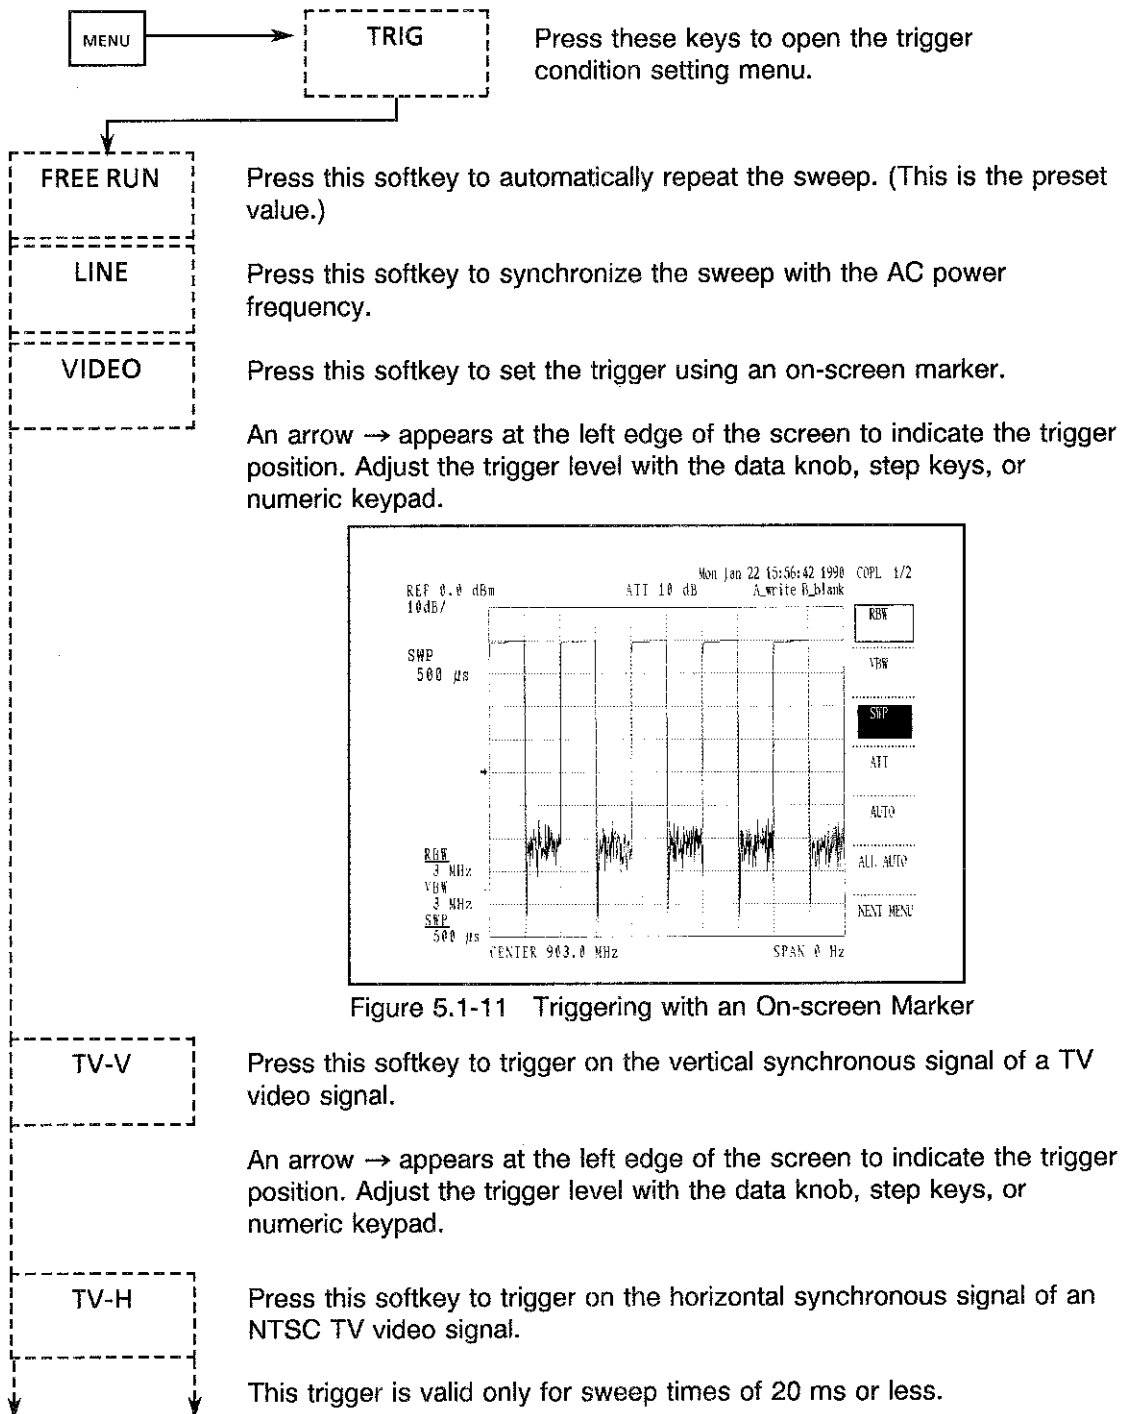 MENU
TRIG
Press these keys to open the trigger
condition setting menu.
FREE RUN
Press this softkey to automatically repeat the sweep. (This is the preset
value.)
LINE
Press this softkey to synchronize the sweep with the AC power
frequency.
VIDEO
Press this softkey to set the trigger using an on-screen marker.
An arrow → appears at the left edge of the screen to indicate the trigger
position. Adjust the trigger level with the data knob, step keys, or
numeric keypad.
Mon Jan 22 15:56:42 1990 COPL 1/2
REF 0.0 dBm ATT 10 dB A_write B_blank
10dB/
RBW
SWP
500 µs
VBW
SWP
ATT
AUTO
ALL AUTO
NEXT MENU
RBW
3 MHz
VBW
3 MHz
SWP
500 µs
CENTER 903.0 MHz SPAN 0 Hz
Figure 5.1-11 Triggering with an On-screen Marker
TV-V
Press this softkey to trigger on the vertical synchronous signal of a TV
video signal.
An arrow → appears at the left edge of the screen to indicate the trigger
position. Adjust the trigger level with the data knob, step keys, or
numeric keypad.
TV-H
Press this softkey to trigger on the horizontal synchronous signal of an
NTSC TV video signal.
This trigger is valid only for sweep times of 20 ms or less.